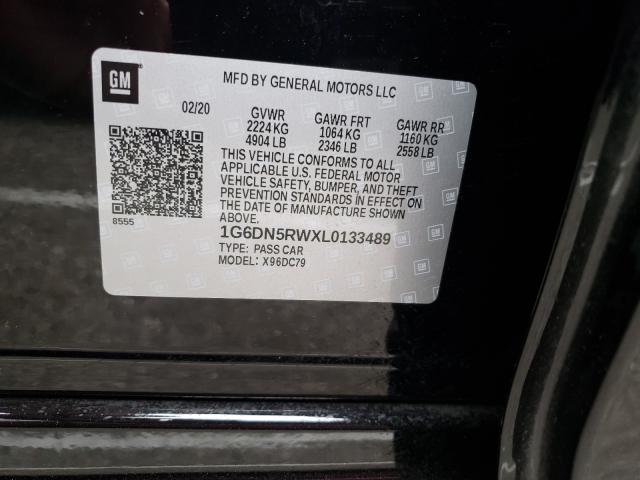 GM
MFD BY GENERAL MOTORS LLC
02/20
GVWR
2224 KG
4904 LB
GAWR FRT
1064 KG
2346 LB
GAWR RR
1160 KG
2558 LB
8555
THIS VEHICLE CONFORMS TO ALL
APPLICABLE U.S. FEDERAL MOTOR
VEHICLE SAFETY, BUMPER, AND THEFT
PREVENTION STANDARDS IN EFFECT ON
THE DATE OF MANUFACTURE SHOWN
ABOVE.
1G6DN5RWXL0133489
TYPE: PASS CAR
MODEL: X96DC79